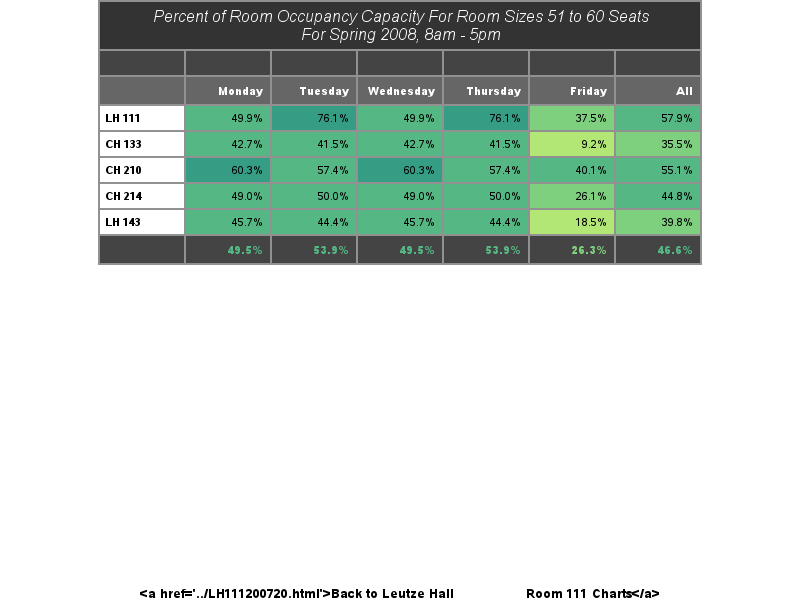 Percent of Room Occupancy Capacity For Room Sizes 51 to 60 Seats
For Spring 2008, 8am - 5pm
Monday Tuesday Wednesday Thursday Friday All
LH 111 49.9% 76.1% 49.9% 76.1% 37.5% 57.9%
CH 133 42.7% 41.5% 42.7% 41.5% 9.2% 35.5%
CH 210 60.3% 57.4% 60.3% 57.4% 40.1% 55.1%
CH 214 49.0% 50.0% 49.0% 50.0% 26.1% 44.8%
LH 143 45.7% 44.4% 45.7% 44.4% 18.5% 39.8%
49.5% 53.9% 49.5% 53.9% 26.3% 46.6%
<a href='../LH111200720.html'>Back to Leutze Hall Room 111 Charts</a>